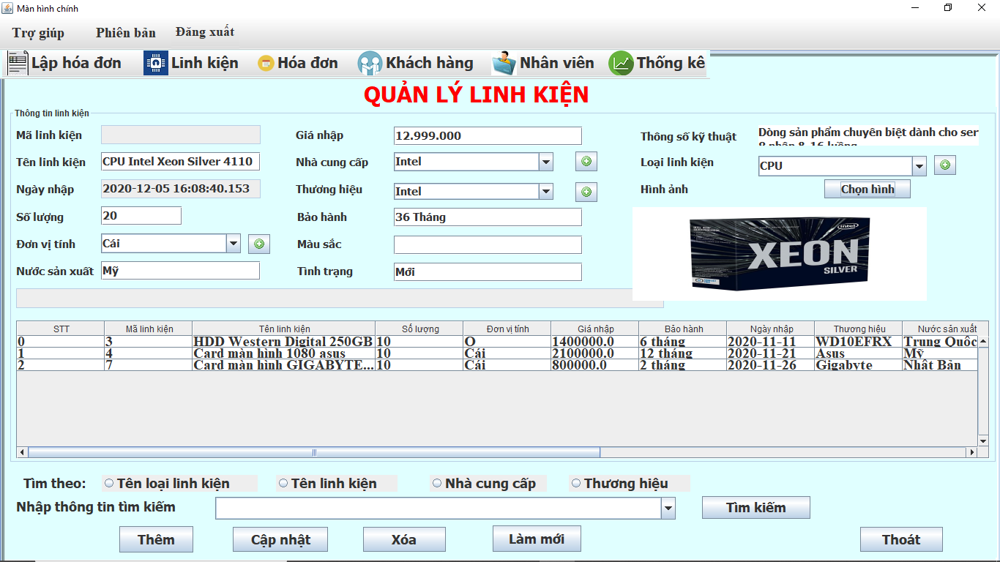 Màn hình chính
Trợ giúp Phiên bản Đăng xuất
Lập hóa đơn Linh kiện Hóa đơn Khách hàng Nhân viên Thống kê
QUẢN LÝ LINH KIỆN
Thông tin linh kiện
Mã linh kiện Giá nhập 12.999.000 Thông số kỹ thuật Dòng sản phẩm chuyên biệt dành cho ser
Tên linh kiện CPU Intel Xeon Silver 4110 Nhà cung cấp Intel Loại linh kiện CPU
Ngày nhập 2020-12-05 16:08:40.153 Thương hiệu Intel Hình ảnh Chọn hình
Số lượng 20 Bảo hành 36 Tháng
Đơn vị tính Cái Màu sắc
Nước sản xuất Mỹ Tình trạng Mới
intel
XEON
SILVER
STT Mã linh kiện Tên linh kiện Số lượng Đơn vị tính Giá nhập Bảo hành Ngày nhập Thương hiệu Nước sản xuất
0 3 HDD Western Digital 250GB 10 O 1400000.0 6 tháng 2020-11-11 WD10EFRX Trung Quốc
1 4 Card màn hình 1080 asus 10 Cái 2100000.0 12 tháng 2020-11-21 Asus Mỹ
2 7 Card màn hình GIGABYTE... 10 Cái 800000.0 2 tháng 2020-11-26 Gigabyte Nhật Bản
Tìm theo: Tên loại linh kiện Tên linh kiện Nhà cung cấp Thương hiệu
Nhập thông tin tìm kiếm Tìm kiếm
Thêm Cập nhật Xóa Làm mới Thoát